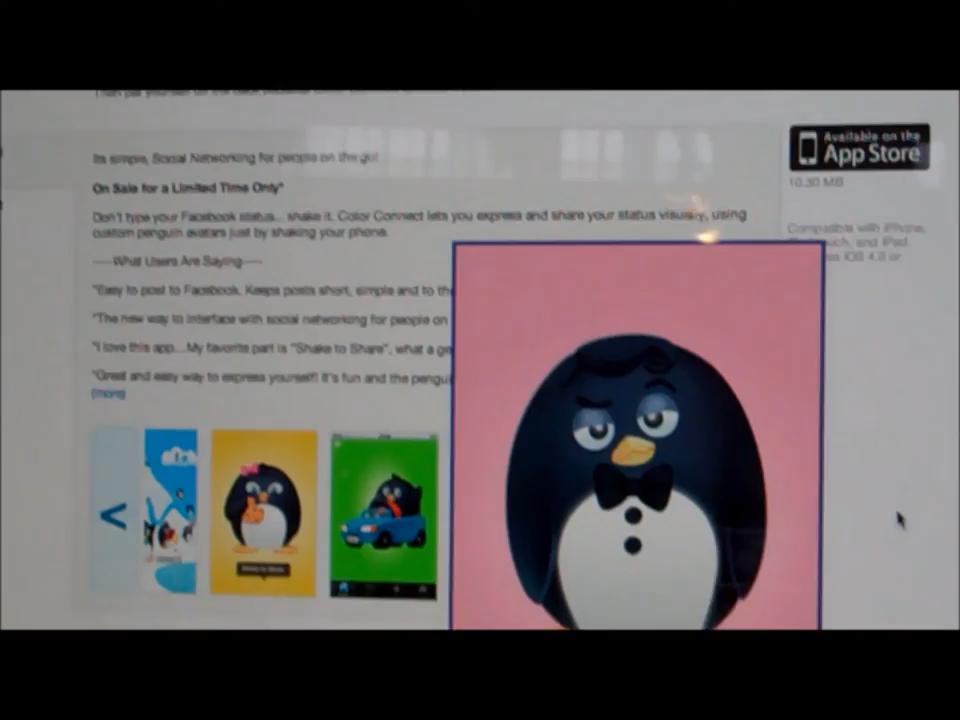 Its simple, Social Networking for people on the go!
On Sale for a Limited Time Only*
Don't type your Facebook status... shake it. Color Connect lets you express and share your status visually, using
custom penguin avatars just by shaking your phone.
-----What Users Are Saying-----
"Easy to post to Facebook. Keeps posts short, simple and to the
"The new way to interface with social networking for people on
"I love this app...My favorite part is "Shake to Share", what a
"Great and easy way to express yourself! It's fun and the
(more)
Available on the
App Store
10.30 MB
Compatible with iPhone,
and iPad
iOS 4.0 or